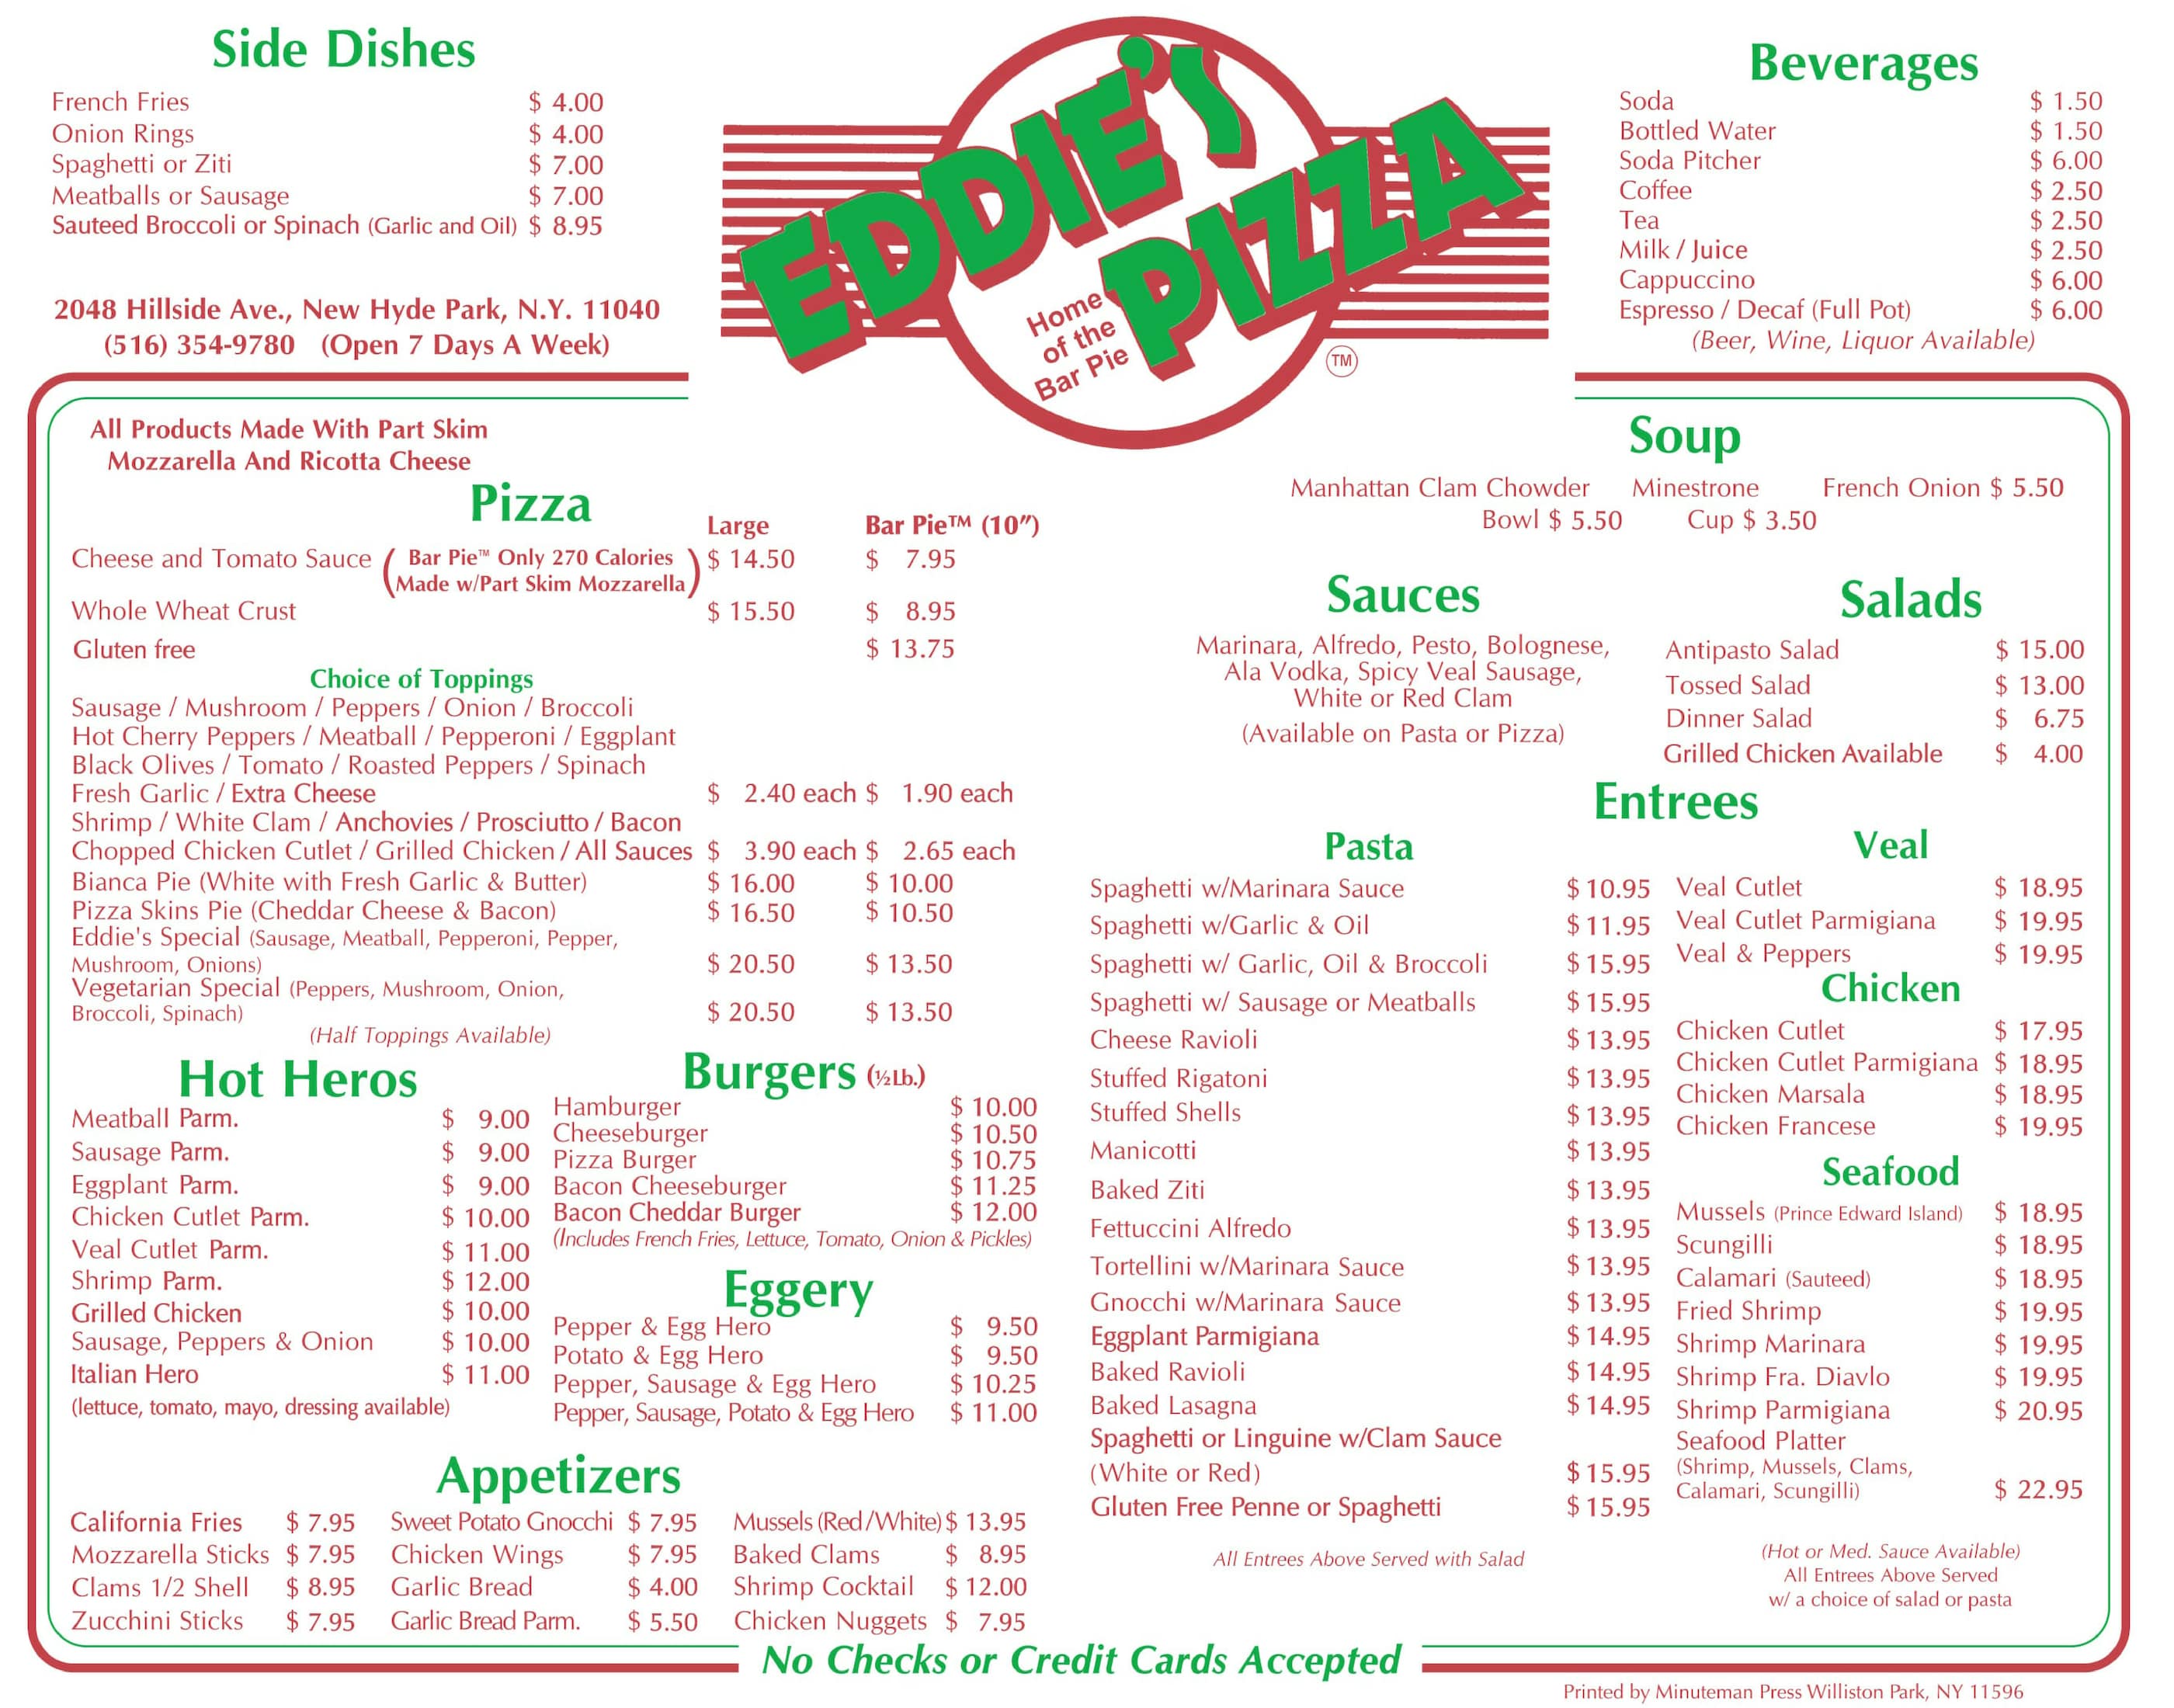 Side Dishes
French Fries $ 4.00
Onion Rings $ 4.00
Spaghetti or Ziti $ 7.00
Meatballs or Sausage $ 7.00
Sauteed Broccoli or Spinach (Garlic and Oil) $ 8.95
2048 Hillside Ave., New Hyde Park, N.Y. 11040
(516) 354-9780 (Open 7 Days A Week)
EDDIE'S
PIZZA
Home
of the
Bar Pie
TM
Beverages
Soda $ 1.50
Bottled Water $ 1.50
Soda Pitcher $ 6.00
Coffee $ 2.50
Tea $ 2.50
Milk / Juice $ 2.50
Cappuccino $ 6.00
Espresso / Decaf (Full Pot) $ 6.00
(Beer, Wine, Liquor Available)
All Products Made With Part Skim
Mozzarella And Ricotta Cheese
Pizza
Large Bar Pie™ (10″)
Cheese and Tomato Sauce ( Bar Pie™ Only 270 Calories ) $ 14.50 $ 7.95
Made w/Part Skim Mozzarella
Whole Wheat Crust $ 15.50 $ 8.95
Gluten free $ 13.75
Choice of Toppings
Sausage / Mushroom / Peppers / Onion / Broccoli
Hot Cherry Peppers / Meatball / Pepperoni / Eggplant
Black Olives / Tomato / Roasted Peppers / Spinach
Fresh Garlic / Extra Cheese $ 2.40 each $ 1.90 each
Shrimp / White Clam / Anchovies / Prosciutto / Bacon
Chopped Chicken Cutlet / Grilled Chicken / All Sauces $ 3.90 each $ 2.65 each
Bianca Pie (White with Fresh Garlic & Butter) $ 16.00 $ 10.00
Pizza Skins Pie (Cheddar Cheese & Bacon) $ 16.50 $ 10.50
Eddie's Special (Sausage, Meatball, Pepperoni, Pepper,
Mushroom, Onions) $ 20.50 $ 13.50
Vegetarian Special (Peppers, Mushroom, Onion,
Broccoli, Spinach) $ 20.50 $ 13.50
(Half Toppings Available)
Hot Heros
Meatball Parm. $ 9.00
Sausage Parm. $ 9.00
Eggplant Parm. $ 9.00
Chicken Cutlet Parm. $ 10.00
Veal Cutlet Parm. $ 11.00
Shrimp Parm. $ 12.00
Grilled Chicken $ 10.00
Sausage, Peppers & Onion $ 10.00
Italian Hero $ 11.00
(lettuce, tomato, mayo, dressing available)
Burgers (½Lb.)
Hamburger $ 10.00
Cheeseburger $ 10.50
Pizza Burger $ 10.75
Bacon Cheeseburger $ 11.25
Bacon Cheddar Burger $ 12.00
(Includes French Fries, Lettuce, Tomato, Onion & Pickles)
Eggery
Pepper & Egg Hero $ 9.50
Potato & Egg Hero $ 9.50
Pepper, Sausage & Egg Hero $ 10.25
Pepper, Sausage, Potato & Egg Hero $ 11.00
Appetizers
California Fries $ 7.95 Sweet Potato Gnocchi $ 7.95 Mussels (Red/White) $ 13.95
Mozzarella Sticks $ 7.95 Chicken Wings $ 7.95 Baked Clams $ 8.95
Clams 1/2 Shell $ 8.95 Garlic Bread $ 4.00 Shrimp Cocktail $ 12.00
Zucchini Sticks $ 7.95 Garlic Bread Parm. $ 5.50 Chicken Nuggets $ 7.95
Soup
Manhattan Clam Chowder Minestrone French Onion $ 5.50
Bowl $ 5.50 Cup $ 3.50
Sauces
Marinara, Alfredo, Pesto, Bolognese,
Ala Vodka, Spicy Veal Sausage,
White or Red Clam
(Available on Pasta or Pizza)
Salads
Antipasto Salad $ 15.00
Tossed Salad $ 13.00
Dinner Salad $ 6.75
Grilled Chicken Available $ 4.00
Entrees
Pasta
Spaghetti w/Marinara Sauce $ 10.95
Spaghetti w/Garlic & Oil $ 11.95
Spaghetti w/ Garlic, Oil & Broccoli $ 15.95
Spaghetti w/ Sausage or Meatballs $ 15.95
Cheese Ravioli $ 13.95
Stuffed Rigatoni $ 13.95
Stuffed Shells $ 13.95
Manicotti $ 13.95
Baked Ziti $ 13.95
Fettuccini Alfredo $ 13.95
Tortellini w/Marinara Sauce $ 13.95
Gnocchi w/Marinara Sauce $ 13.95
Eggplant Parmigiana $ 14.95
Baked Ravioli $ 14.95
Baked Lasagna $ 14.95
Spaghetti or Linguine w/Clam Sauce
(White or Red) $ 15.95
Gluten Free Penne or Spaghetti $ 15.95
All Entrees Above Served with Salad
Veal
Veal Cutlet $ 18.95
Veal Cutlet Parmigiana $ 19.95
Veal & Peppers $ 19.95
Chicken
Chicken Cutlet $ 17.95
Chicken Cutlet Parmigiana $ 18.95
Chicken Marsala $ 18.95
Chicken Francese $ 19.95
Seafood
Mussels (Prince Edward Island) $ 18.95
Scungilli $ 18.95
Calamari (Sauteed) $ 18.95
Fried Shrimp $ 19.95
Shrimp Marinara $ 19.95
Shrimp Fra. Diavlo $ 19.95
Shrimp Parmigiana $ 20.95
Seafood Platter
(Shrimp, Mussels, Clams,
Calamari, Scungilli) $ 22.95
(Hot or Med. Sauce Available)
All Entrees Above Served
w/ a choice of salad or pasta
No Checks or Credit Cards Accepted
Printed by Minuteman Press Williston Park, NY 11596